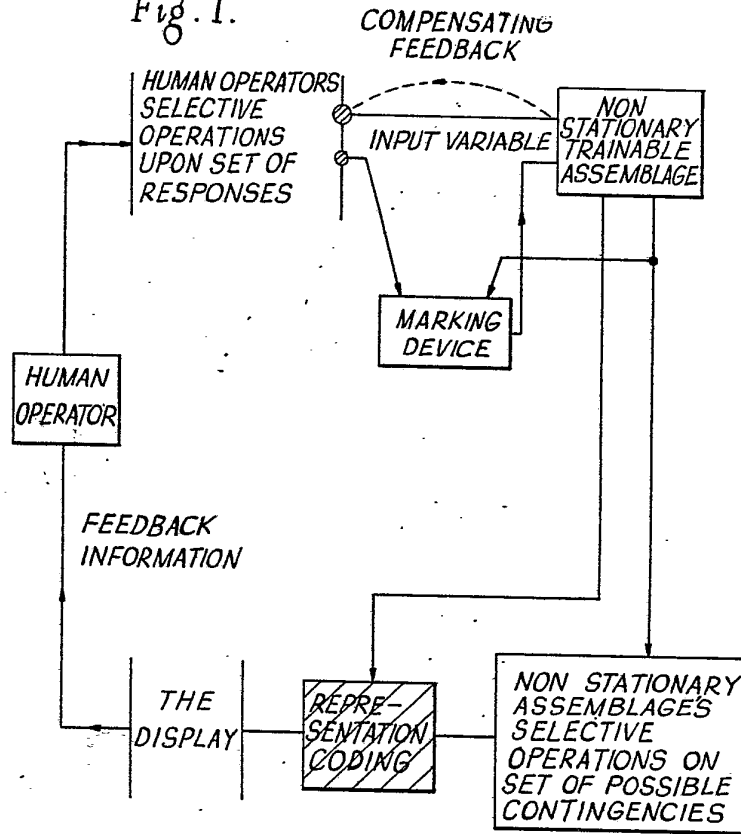 Fig. 1.
COMPENSATING
FEEDBACK
HUMAN OPERATORS
SELECTIVE
OPERATIONS
UPON SET OF
RESPONSES
INPUT VARIABLE
NON
STATIONARY
TRAINABLE
ASSEMBLAGE
MARKING
DEVICE
HUMAN
OPERATOR
FEEDBACK
INFORMATION
THE
DISPLAY
REPRE-
SENTATION
CODING
NON STATIONARY
ASSEMBLAGE'S
SELECTIVE
OPERATIONS ON
SET OF POSSIBLE
CONTINGENCIES